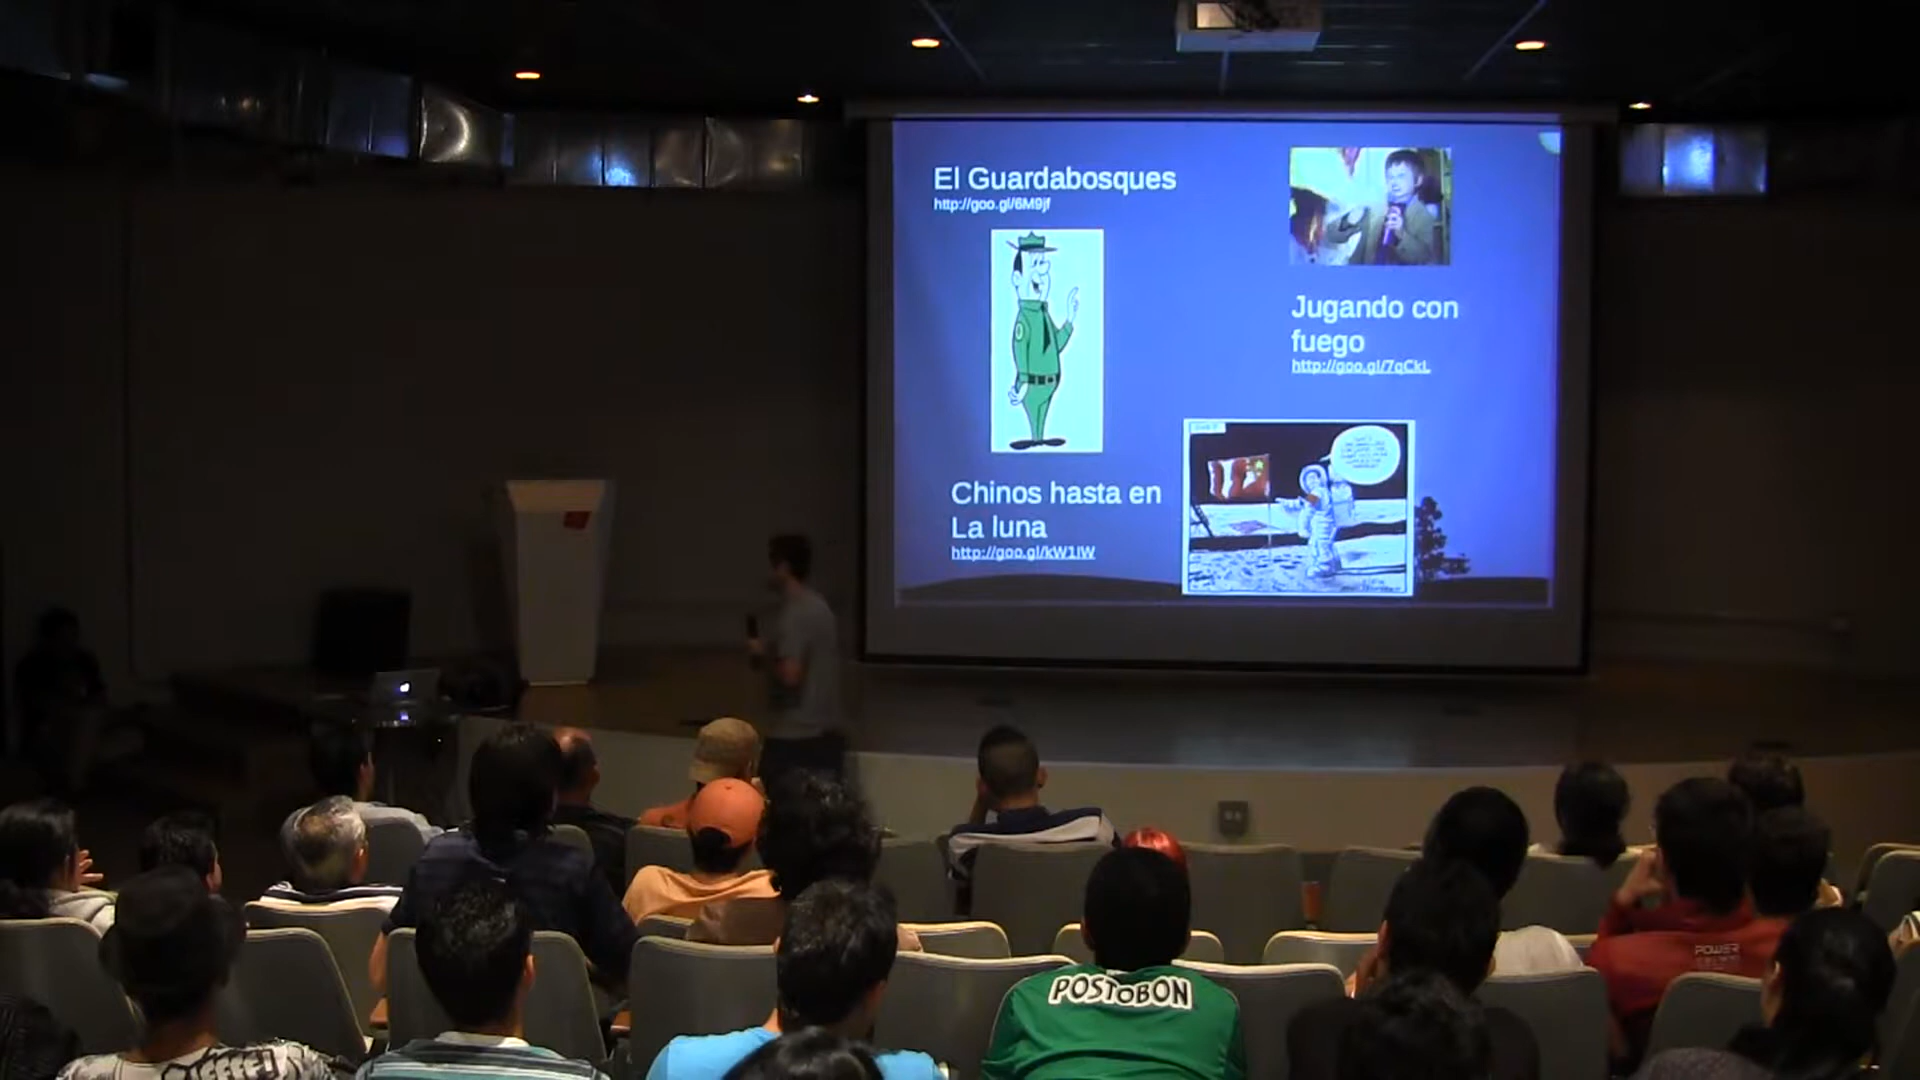 El Guardabosques
http://goo.gl/6M9jf
Jugando con
fuego
http://goo.gl/7qCkL
Chinos hasta en
La luna
http://goo.gl/kW1IW
POWER
POSTOBON